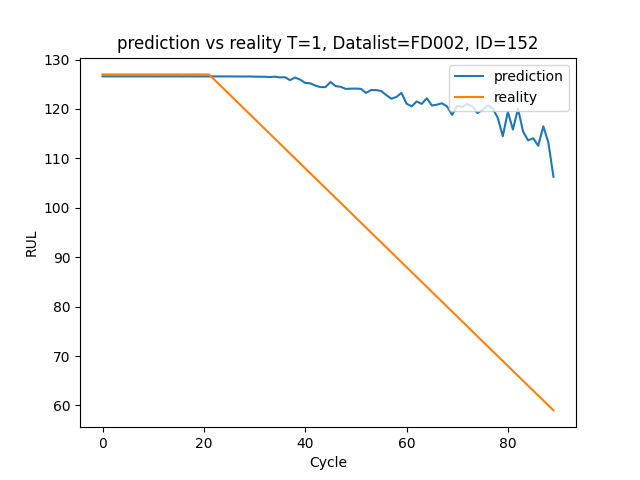 prediction vs reality T=1, Datalist=FD002, ID=152
130
120
110
100
90
80
70
60
RUL
prediction
reality
0 20 40 60 80
Cycle